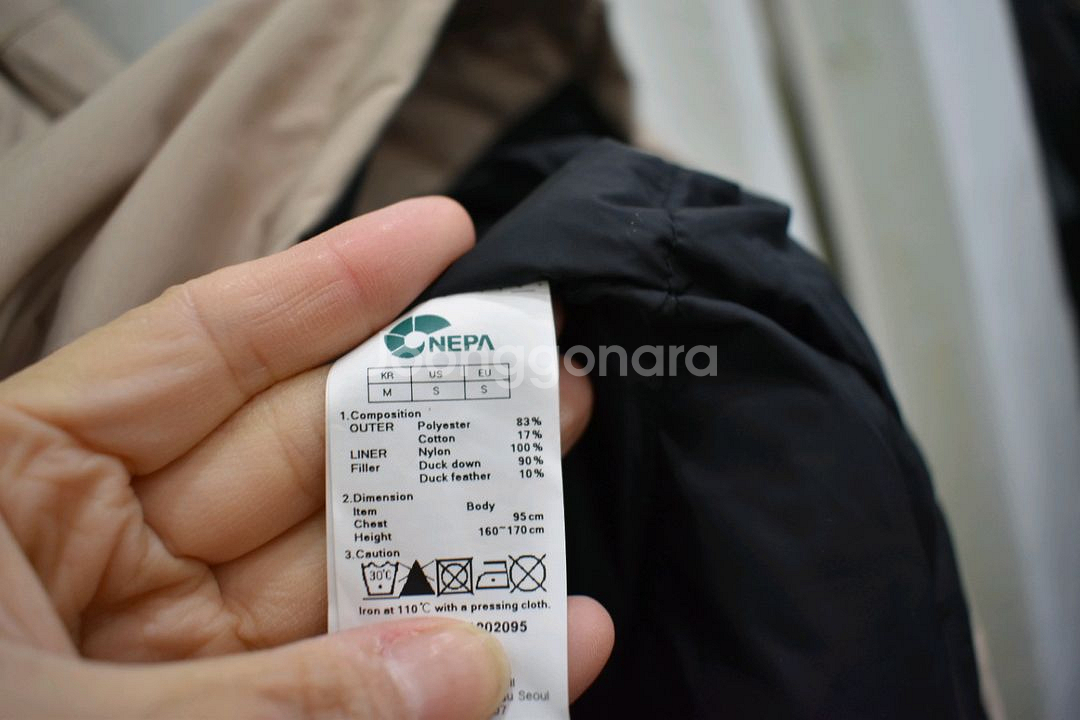 NEPA
joonggonara
KR US EU
M S S
1.Composition
OUTER Polyester 83%
Cotton 17%
LINER Nylon 100%
Filler Duck down 90%
Duck feather 10%
2.Dimension
Item Body
Chest 95cm
Height 160~170cm
3.Caution
30℃
Iron at 110℃ with a pressing cloth.
02095
Seoul